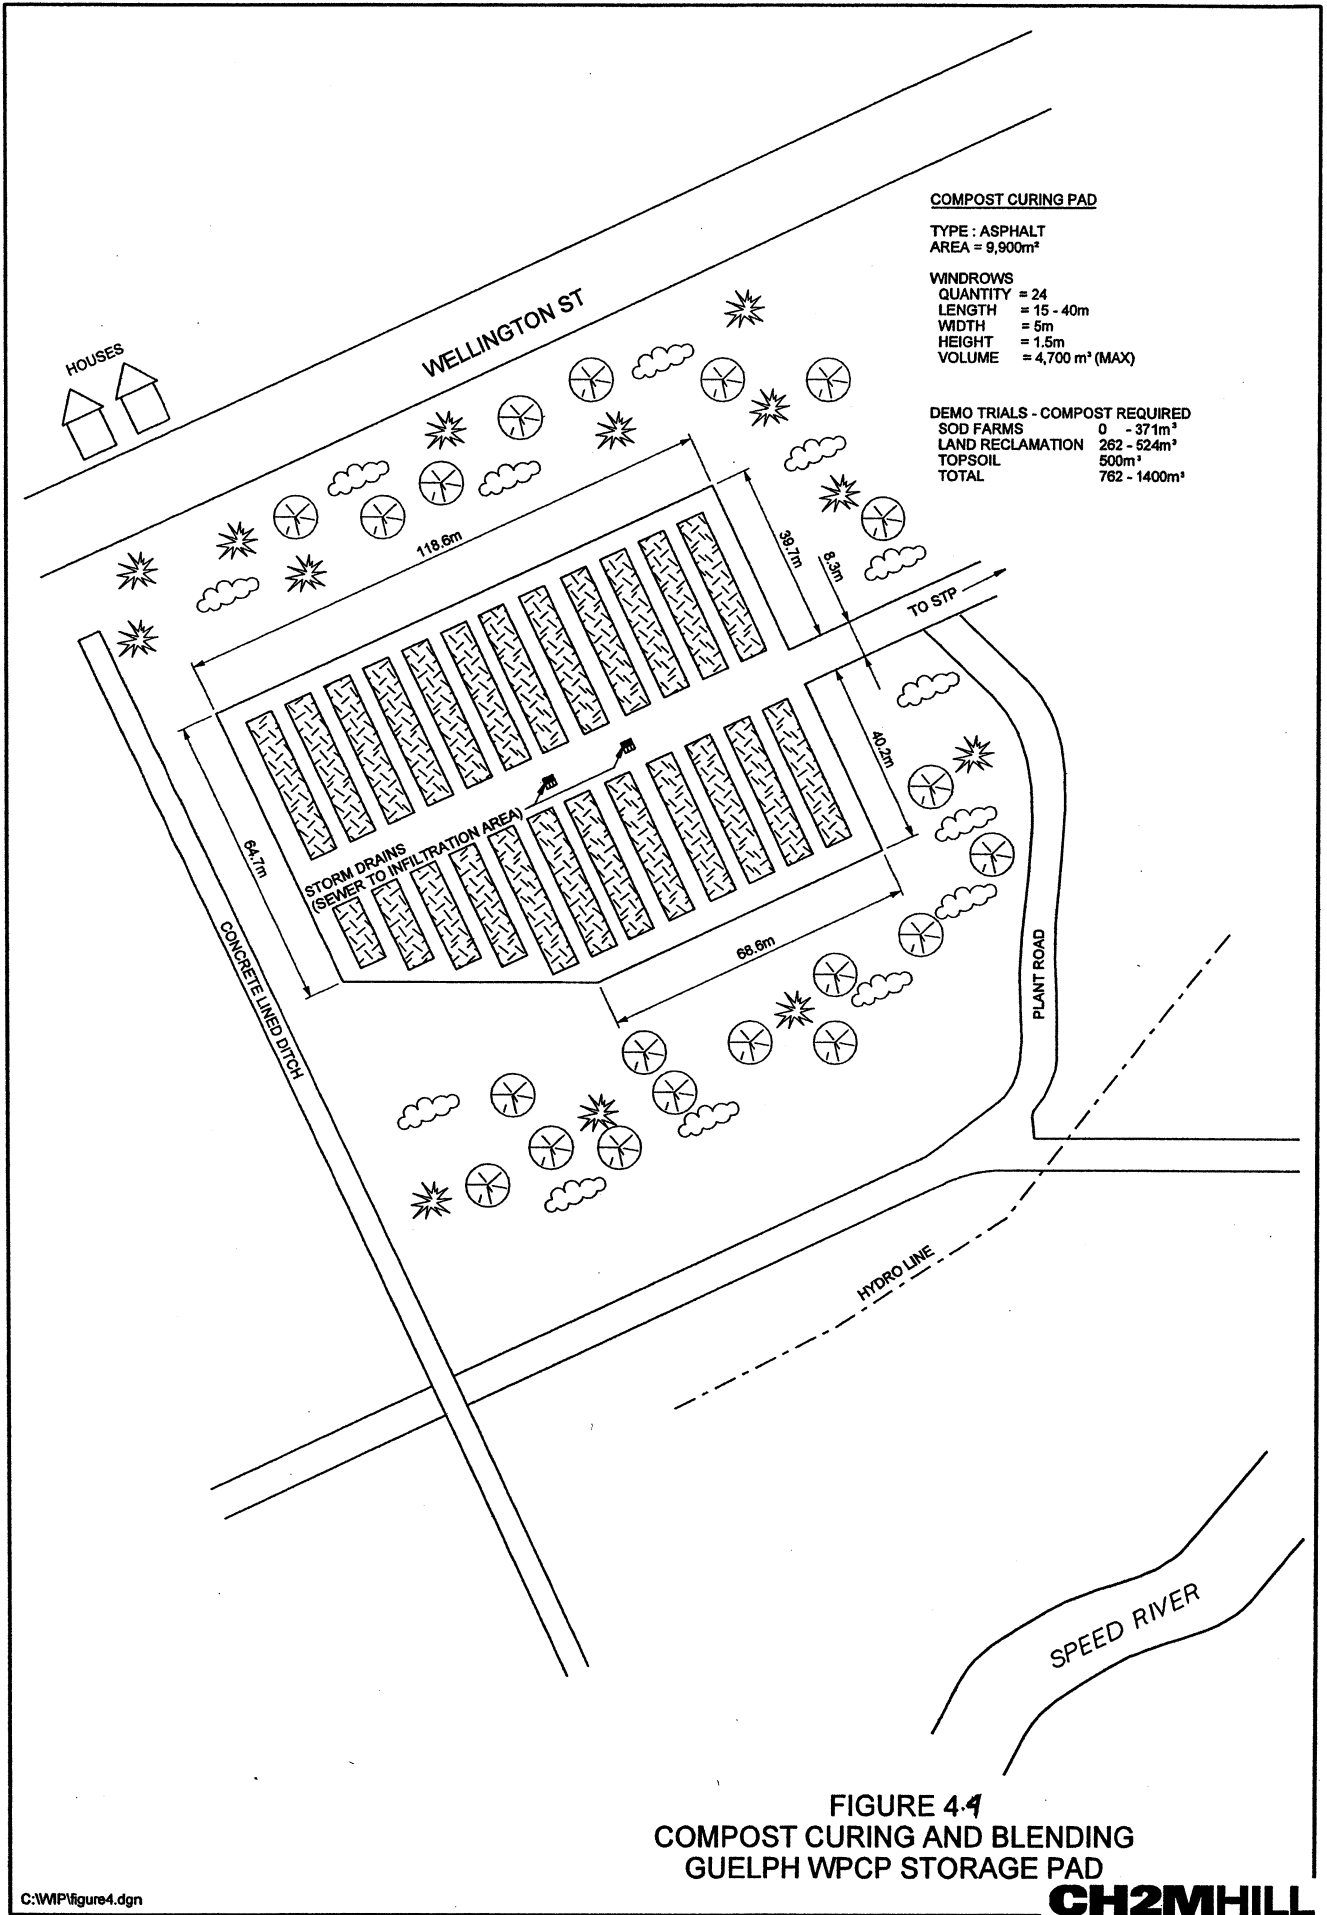 COMPOST CURING PAD
TYPE : ASPHALT
AREA = 9,900m²
WINDROWS
QUANTITY = 24
LENGTH = 15 - 40m
WIDTH = 5m
HEIGHT = 1.5m
VOLUME = 4,700 m³ (MAX)
DEMO TRIALS - COMPOST REQUIRED
SOD FARMS 0 - 371m³
LAND RECLAMATION 262 - 524m³
TOPSOIL 500m³
TOTAL 762 - 1400m³
WELLINGTON ST
HOUSES
118.6m
39.7m
8.3m
TO STP
40.2m
64.7m
STORM DRAINS
(SEWER TO INFILTRATION AREA)
68.6m
CONCRETE LINED DITCH
PLANT ROAD
HYDRO LINE
SPEED RIVER
FIGURE 4.4
COMPOST CURING AND BLENDING
GUELPH WPCP STORAGE PAD
CH2MHILL
C:\WIP\figure4.dgn